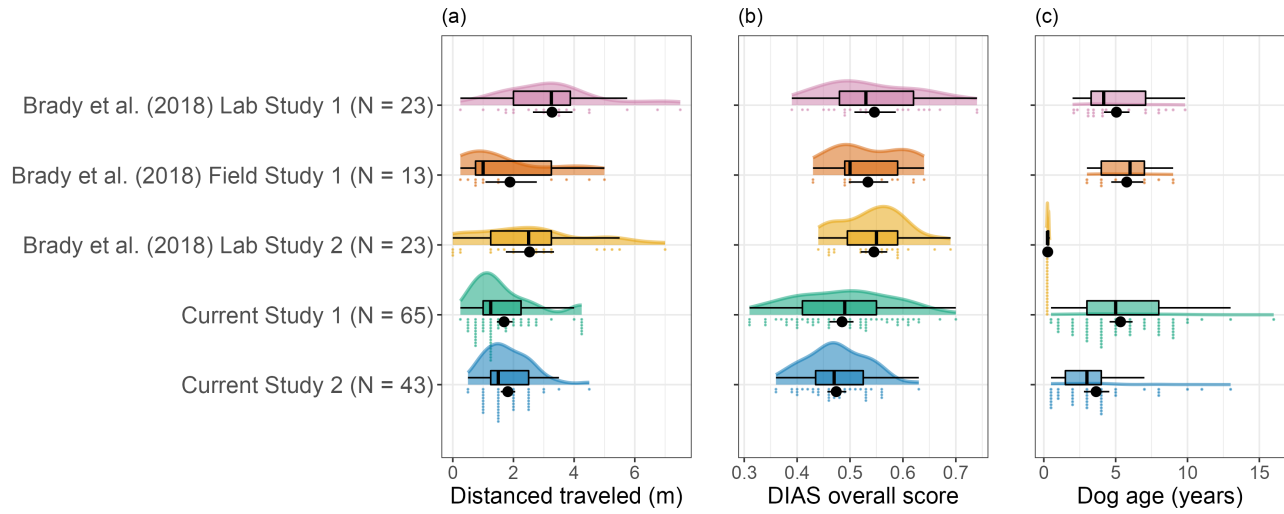 (a) (b) (c)
Brady et al. (2018) Lab Study 1 (N = 23)
Brady et al. (2018) Field Study 1 (N = 13)
Brady et al. (2018) Lab Study 2 (N = 23)
Current Study 1 (N = 65)
Current Study 2 (N = 43)
0 2 4 6 0.3 0.4 0.5 0.6 0.7 0 5 10 15
Distanced traveled (m) DIAS overall score Dog age (years)